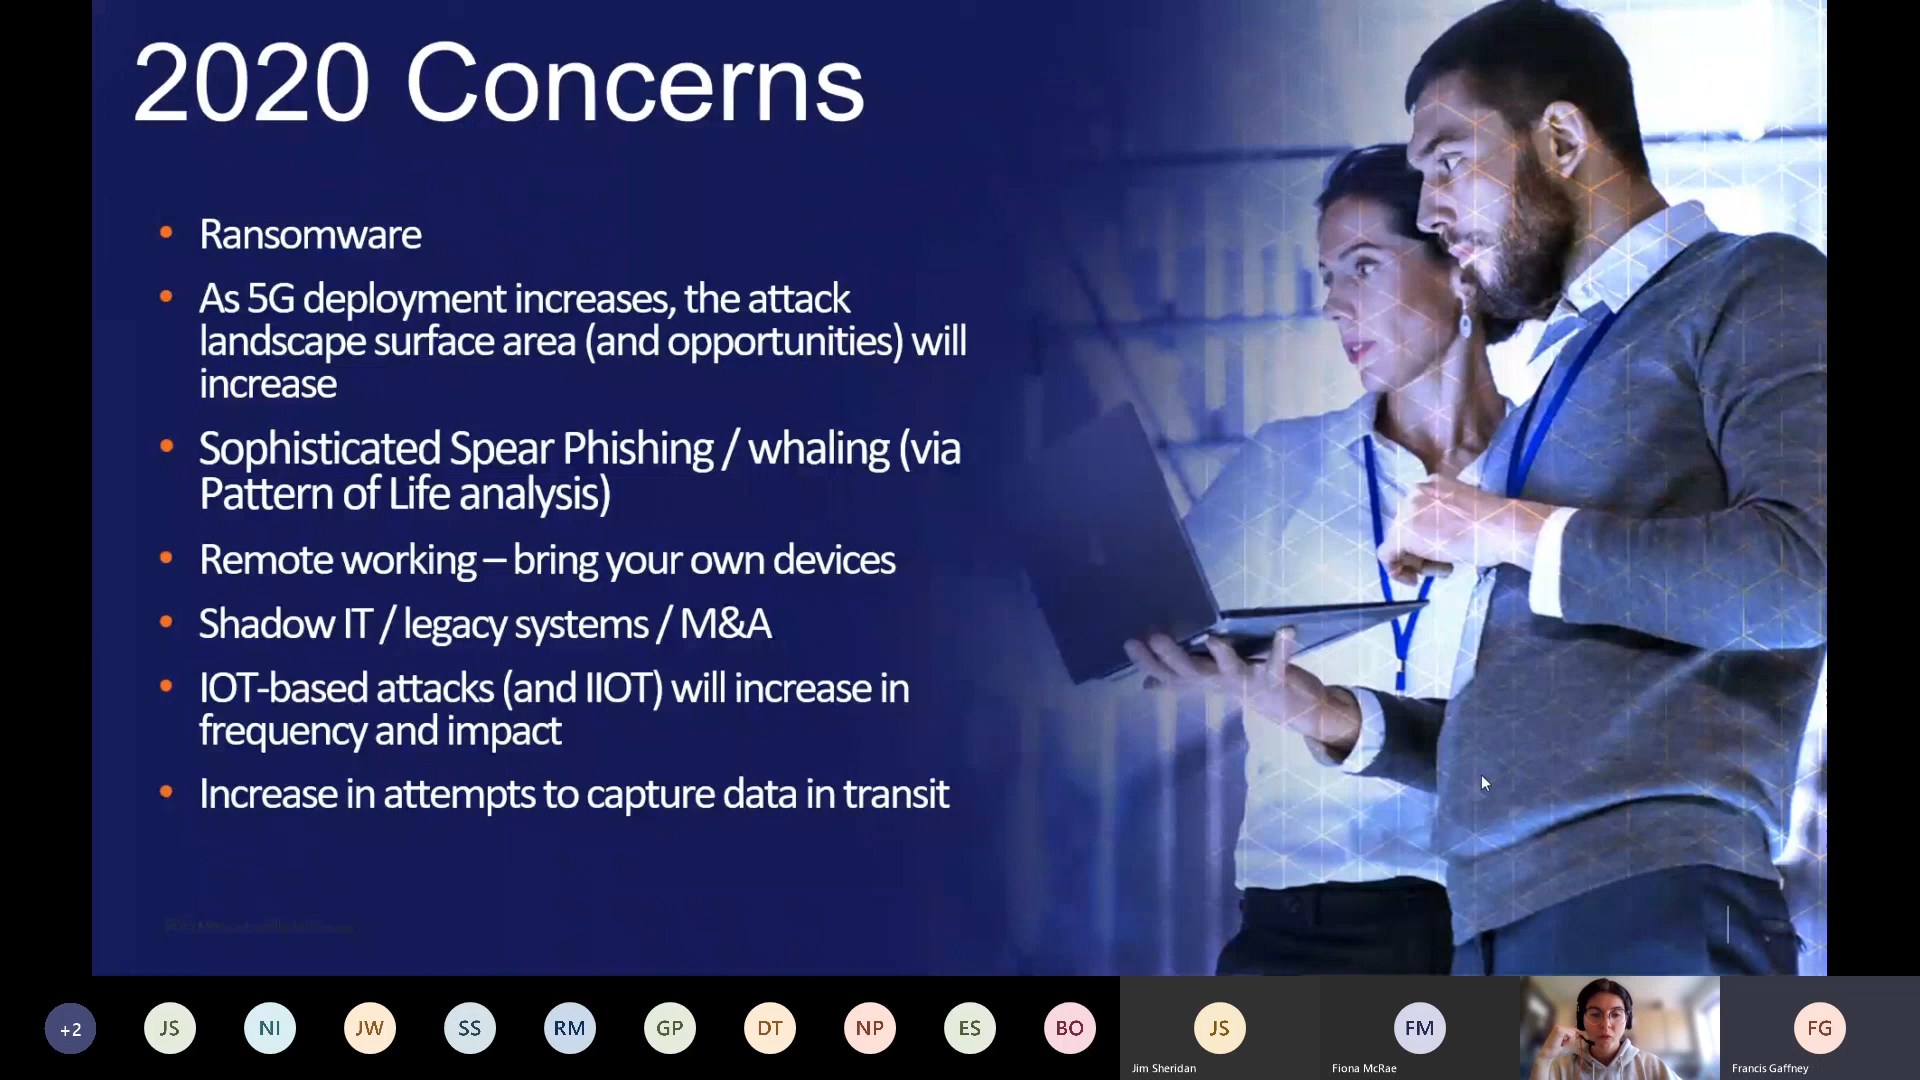 2020 Concerns
Ransomware
As 5G deployment increases, the attack
landscape surface area (and opportunities) will
increase
Sophisticated Spear Phishing / whaling (via
Pattern of Life analysis)
Remote working – bring your own devices
Shadow IT / legacy systems / M&A
IOT-based attacks (and IIOT) will increase in
frequency and impact
Increase in attempts to capture data in transit
+2
JS
NI
JW
SS
RM
GP
DT
NP
ES
BO
JS
FM
FG
Jim Sheridan
Fiona McRae
Francis Gaffney